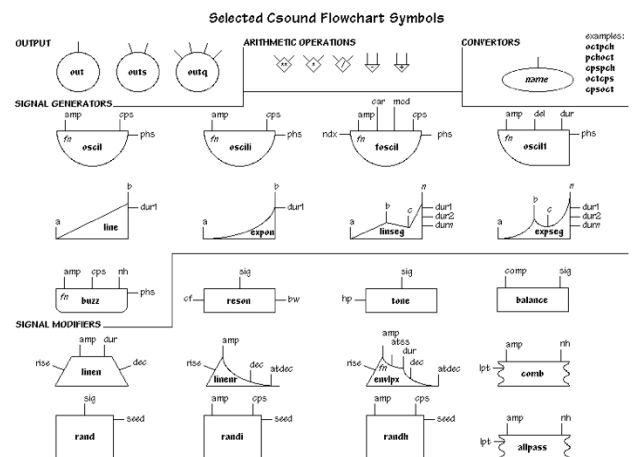 Selected Csound Flowchart Symbols
OUTPUT
out
outs
outq
ARITHMETIC OPERATIONS
**
*
/
-
+
CONVERTORS
name
examples:
octpch
pchoct
cpspch
octcps
cpsoct
SIGNAL GENERATORS
amp cps
fn phs
oscil
amp cps
fn phs
oscili
car mod
amp cps
ndx fn phs
foscil
amp del dur
fn phs
oscil1
b
a dur1
line
b
a dur1
expon
n
b
a c dur1
dur2
linseg durn
n
b
a c dur1
dur2
expseg durn
amp cps nh
fn phs
buzz
sig
cf reson bw
sig
hp tone
comp sig
balance
SIGNAL MODIFIERS
amp dur
rise dec
linen
amp
rise dec atdec
linenr
amp
atss
dur
rise fn dec atdec
envlpx
amp nh
lpt comb
sig
seed
rand
amp cps
seed
randi
amp cps
seed
randh
amp nh
lpt allpass